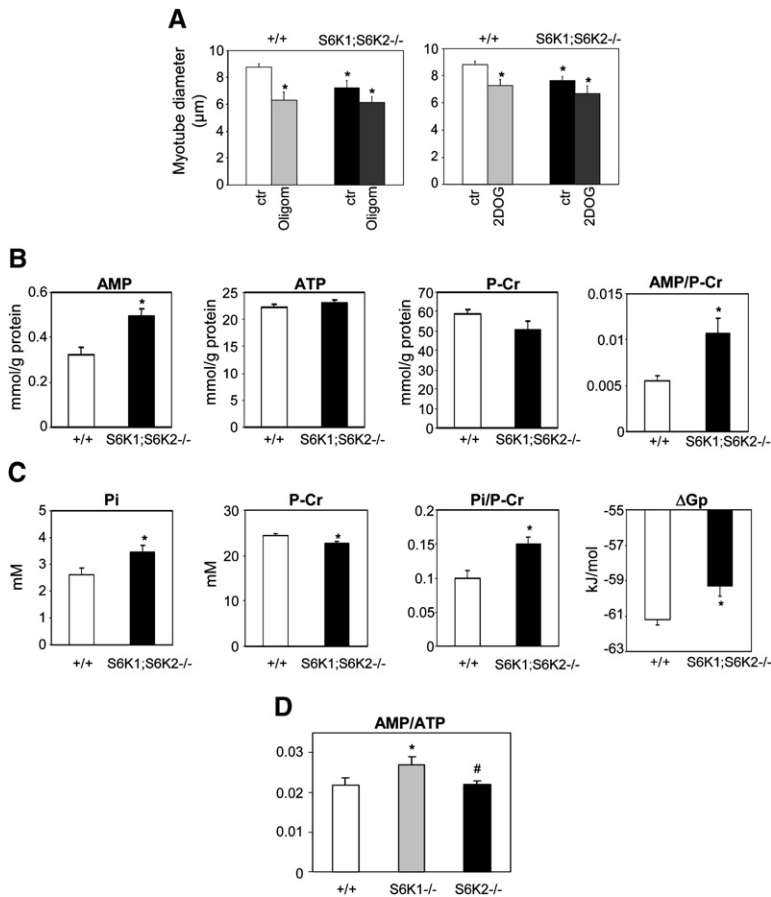 A
+/+ S6K1;S6K2-/- +/+ S6K1;S6K2-/-
Myotube diameter
(µm)
10
8
6
4
2
0
* * *
ctr Oligom ctr Oligom
10
8
6
4
2
0
* * *
ctr 2DOG ctr 2DOG
B
AMP
mmol/g protein
0.6
0.4
0.2
0
*
+/+ S6K1;S6K2-/-
ATP
mmol/g protein
25
20
15
10
5
0
+/+ S6K1;S6K2-/-
P-Cr
mmol/g protein
70
60
50
40
30
20
10
0
+/+ S6K1;S6K2-/-
AMP/P-Cr
0.015
0.01
0.005
0
*
+/+ S6K1;S6K2-/-
C
Pi
mM
5
4
3
2
1
0
*
+/+ S6K1;S6K2-/-
P-Cr
mM
30
20
10
0
*
+/+ S6K1;S6K2-/-
Pi/P-Cr
0.2
0.15
0.1
0.05
0
*
+/+ S6K1;S6K2-/-
ΔGp
kJ/mol
-55
-57
-59
-61
-63
*
+/+ S6K1;S6K2-/-
D
AMP/ATP
0.03
0.02
0.01
0
* #
+/+ S6K1-/- S6K2-/-